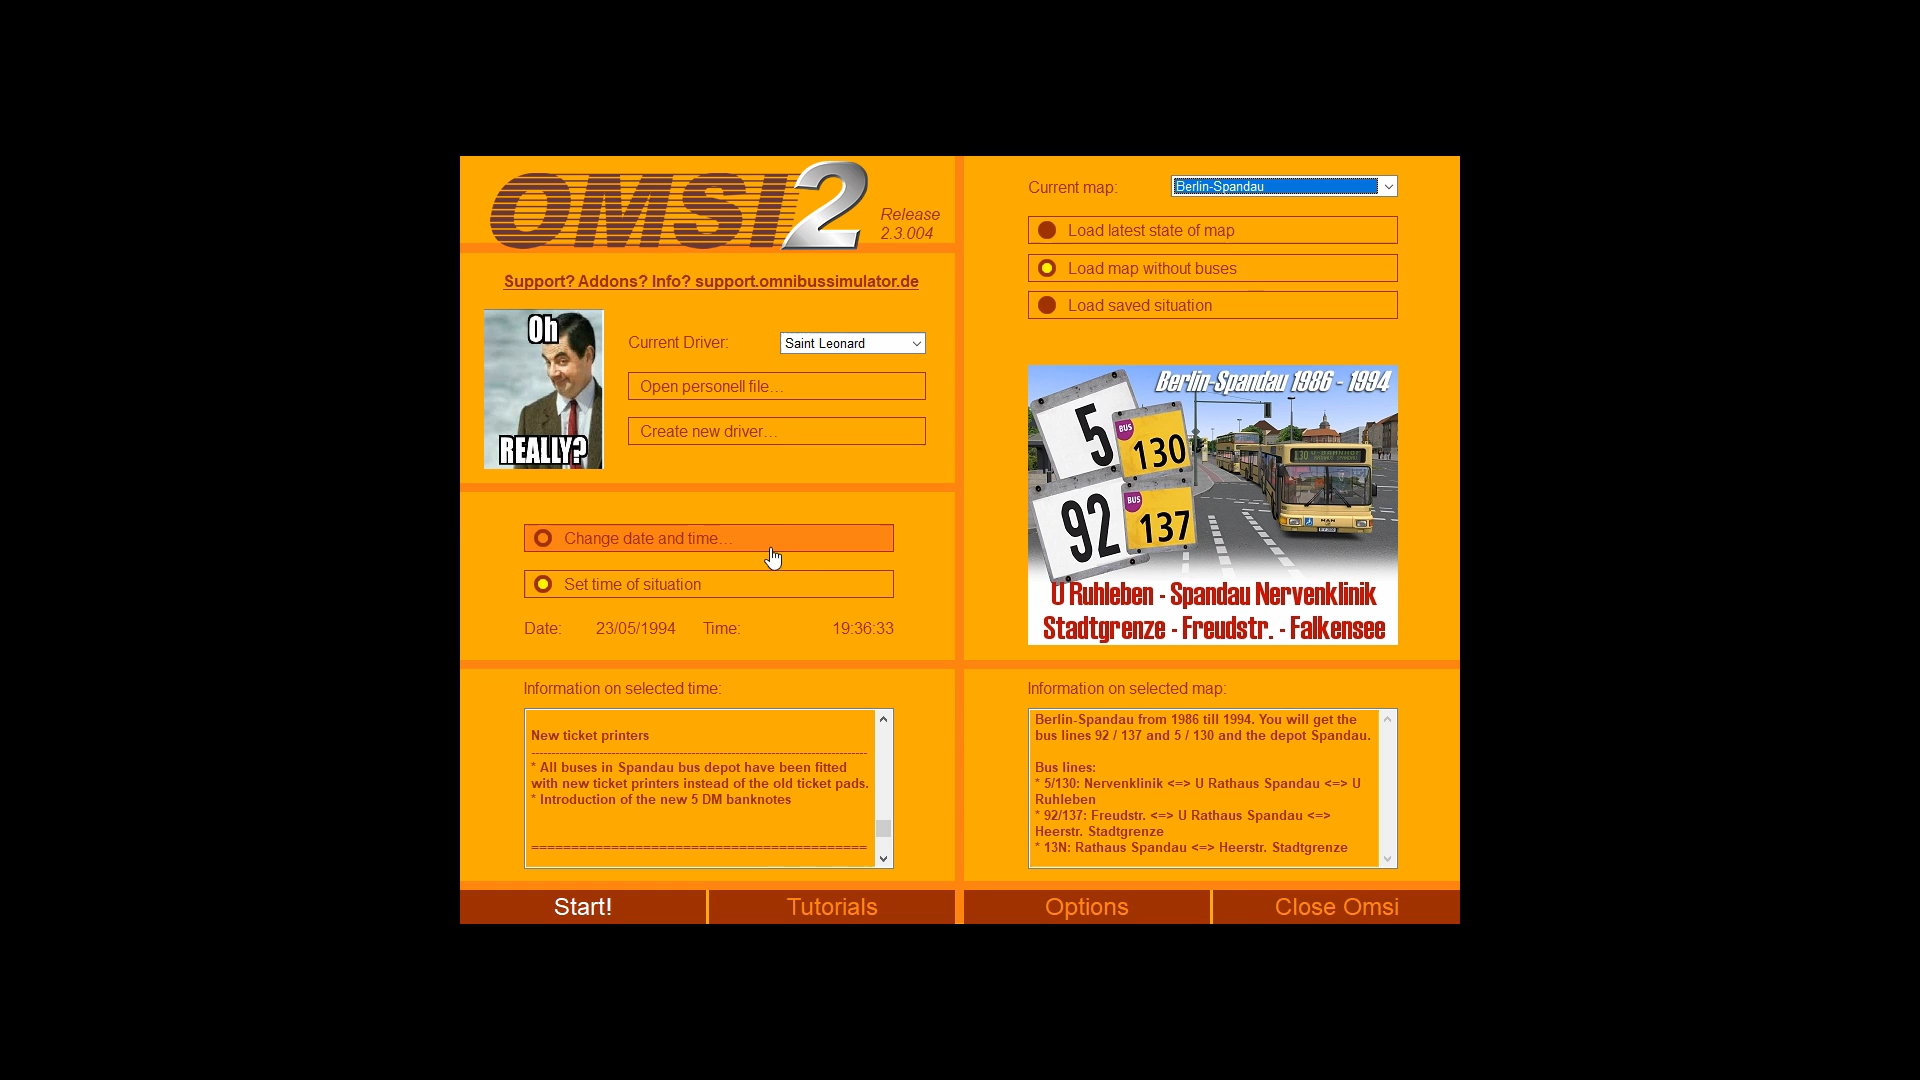 OMSI 2
Release
2.3.004
Support? Addons? Info? support.omnibussimulator.de
Oh
REALLY?
Current Driver:
Saint Leonard
Open personell file...
Create new driver...
Change date and time...
Set time of situation
Date: 23/05/1994 Time: 19:36:33
Information on selected time:
New ticket printers
* All buses in Spandau bus depot have been fitted
with new ticket printers instead of the old ticket pads.
* Introduction of the new 5 DM banknotes
Current map:
Berlin-Spandau
Load latest state of map
Load map without buses
Load saved situation
Berlin-Spandau 1986 - 1994
5
BUS
130
92
BUS
137
130 U-BAHNHOF
MAN
U Ruhleben - Spandau Nervenklinik
Stadtgrenze - Freudstr. - Falkensee
Information on selected map:
Berlin-Spandau from 1986 till 1994. You will get the
bus lines 92 / 137 and 5 / 130 and the depot Spandau.
Bus lines:
* 5/130: Nervenklinik <=> U Rathaus Spandau <=> U
Ruhleben
* 92/137: Freudstr. <=> U Rathaus Spandau <=>
Heerstr. Stadtgrenze
* 13N: Rathaus Spandau <=> Heerstr. Stadtgrenze
Start!
Tutorials
Options
Close Omsi